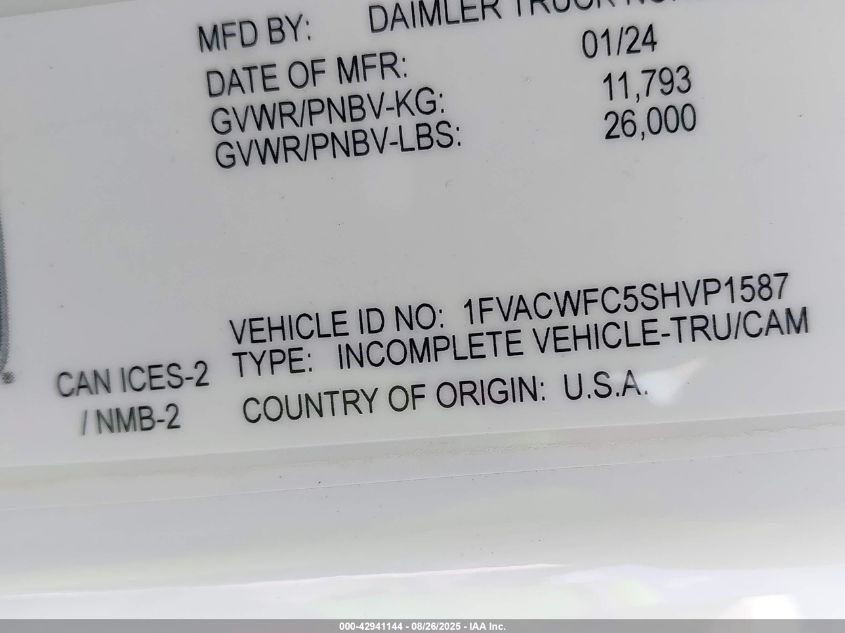 MFD BY: DAIMLER TRUCK
DATE OF MFR: 01/24
GVWR/PNBV-KG: 11,793
GVWR/PNBV-LBS: 26,000
VEHICLE ID NO: 1FVACWFC5SHVP1587
TYPE: INCOMPLETE VEHICLE-TRU/CAM
COUNTRY OF ORIGIN: U.S.A.
CAN ICES-2
/ NMB-2
000-42941144 - 08/26/2025 - IAA Inc.